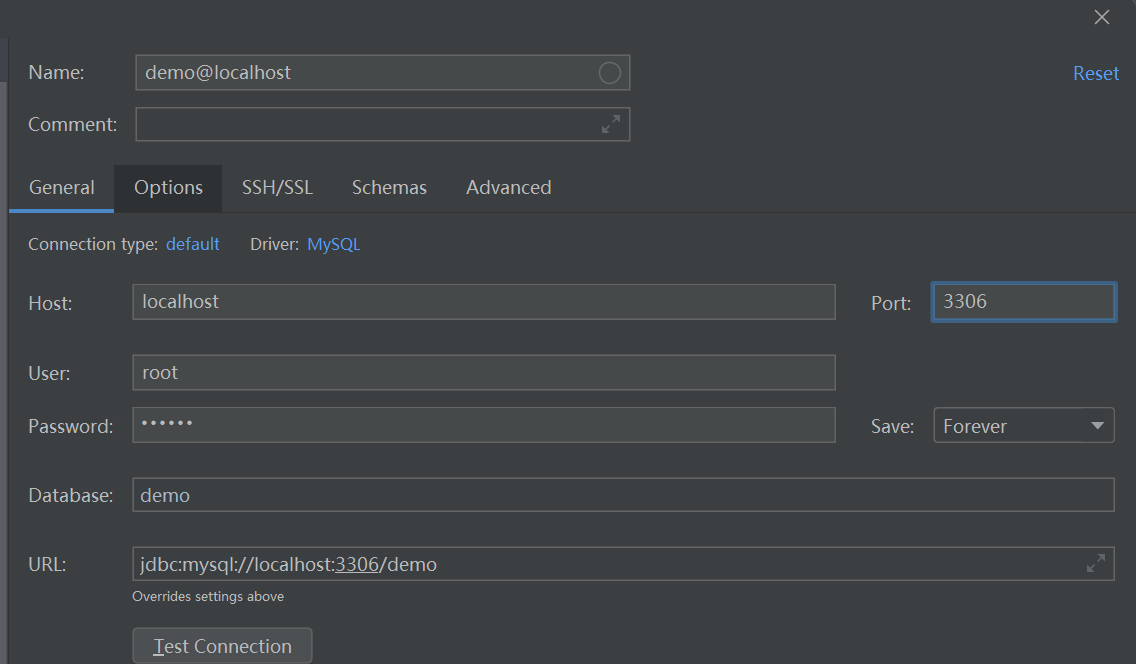 Name: demo@localhost Reset
Comment:
General Options SSH/SSL Schemas Advanced
Connection type: default Driver: MySQL
Host: localhost Port: 3306
User: root
Password: •••••• Save: Forever
Database: demo
URL: jdbc:mysql://localhost:3306/demo
Overrides settings above
Test Connection